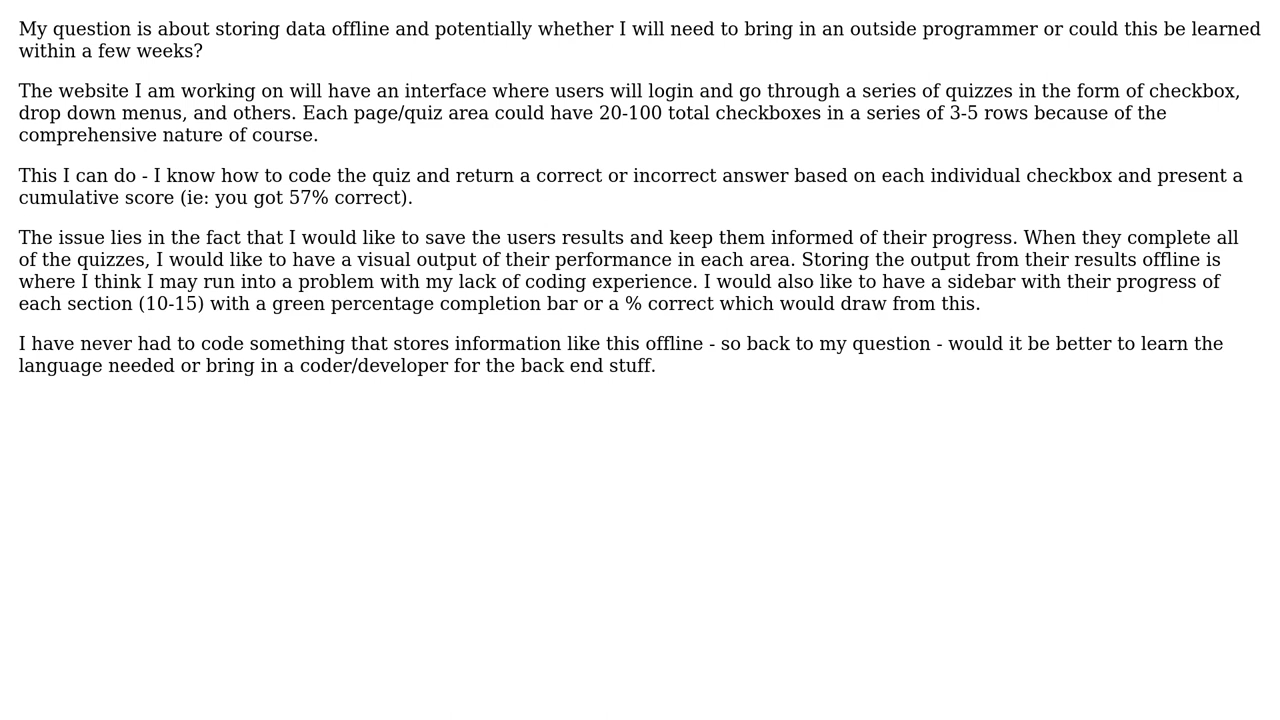 My question is about storing data offline and potentially whether I will need to bring in an outside programmer or could this be learned
within a few weeks?
The website I am working on will have an interface where users will login and go through a series of quizzes in the form of checkbox,
drop down menus, and others. Each page/quiz area could have 20-100 total checkboxes in a series of 3-5 rows because of the
comprehensive nature of course.
This I can do - I know how to code the quiz and return a correct or incorrect answer based on each individual checkbox and present a
cumulative score (ie: you got 57% correct).
The issue lies in the fact that I would like to save the users results and keep them informed of their progress. When they complete all
of the quizzes, I would like to have a visual output of their performance in each area. Storing the output from their results offline is
where I think I may run into a problem with my lack of coding experience. I would also like to have a sidebar with their progress of
each section (10-15) with a green percentage completion bar or a % correct which would draw from this.
I have never had to code something that stores information like this offline - so back to my question - would it be better to learn the
language needed or bring in a coder/developer for the back end stuff.